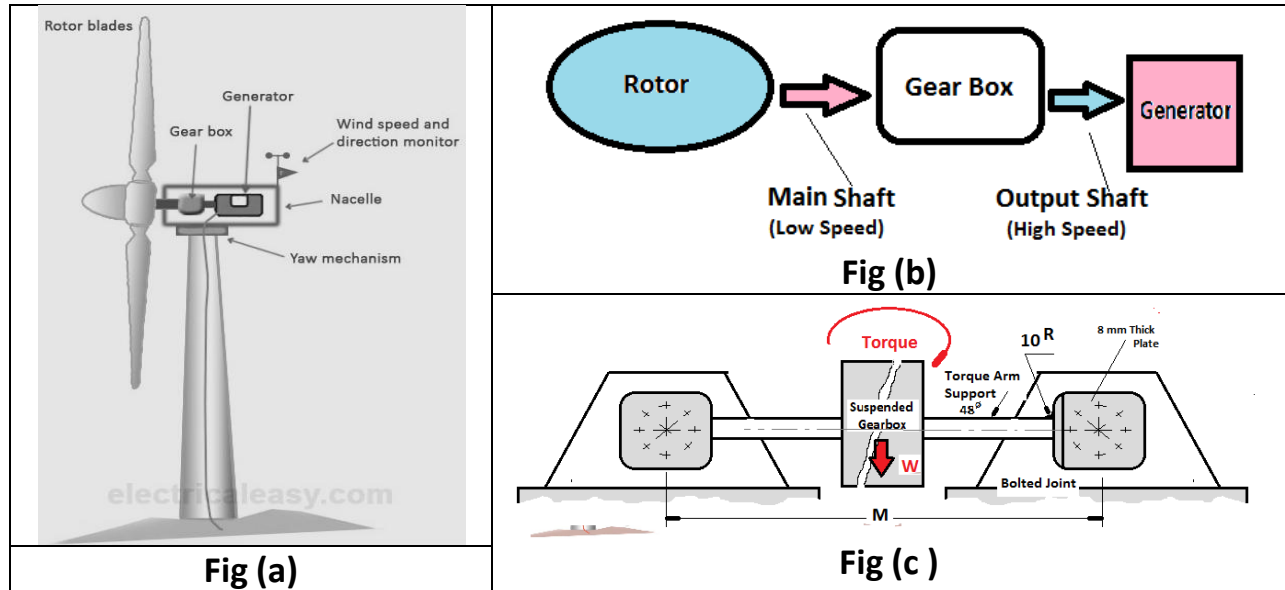 Rotor blades
Generator
Gear box
Wind speed and
direction monitor
Nacelle
Yaw mechanism
electricaleasy.com
Fig (a)
Rotor
Gear Box
Generator
Main Shaft
(Low Speed)
Output Shaft
(High Speed)
Fig (b)
Torque
10 R
8 mm Thick
Plate
Torque Arm
Support
48ø
Suspended
Gearbox
W
Bolted Joint
M
Fig (c )